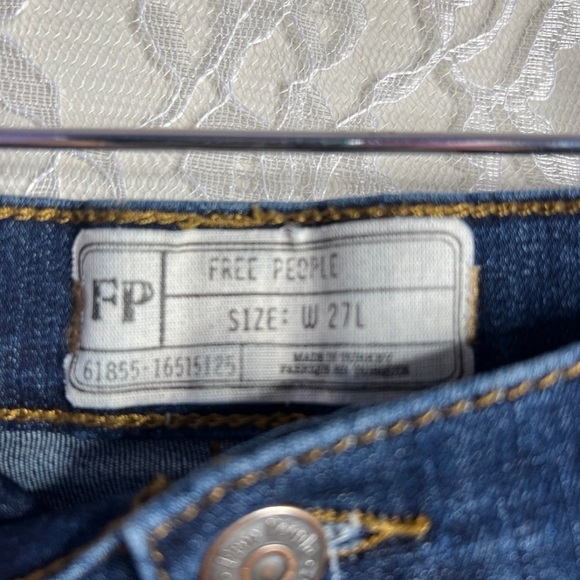 FP
FREE PEOPLE
SIZE: W 27L
61855-16515125
MADE IN TURKEY